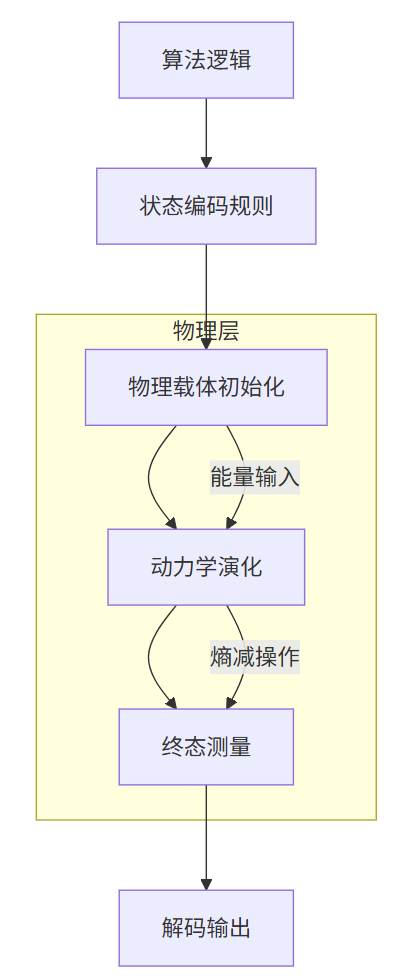 算法逻辑
状态编码规则
物理层
物理载体初始化
能量输入
动力学演化
熵减操作
终态测量
解码输出